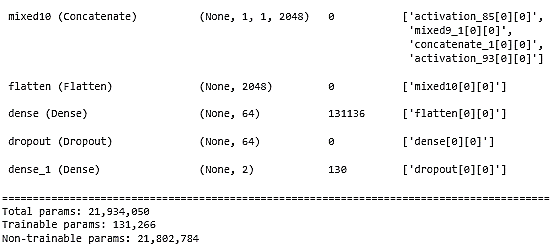 mixed10 (Concatenate) (None, 1, 1, 2048) 0 ['activation_85[0][0]',
'mixed9_1[0][0]',
'concatenate_1[0][0]',
'activation_93[0][0]']
flatten (Flatten) (None, 2048) 0 ['mixed10[0][0]']
dense (Dense) (None, 64) 131136 ['flatten[0][0]']
dropout (Dropout) (None, 64) 0 ['dense[0][0]']
dense_1 (Dense) (None, 2) 130 ['dropout[0][0]']
==================================================================================================
Total params: 21,934,050
Trainable params: 131,266
Non-trainable params: 21,802,784